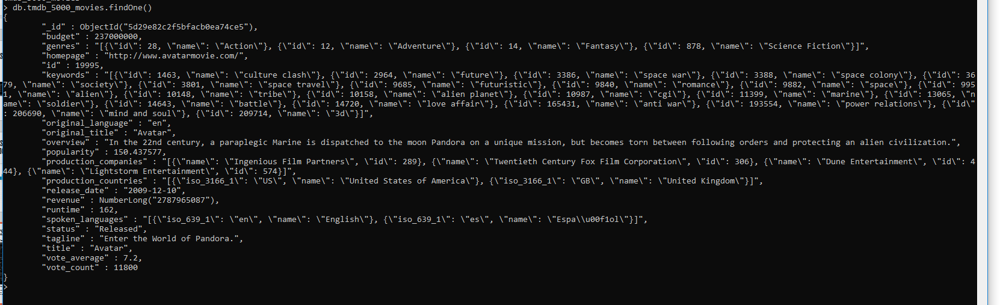 > db.tmdb_5000_movies.findOne()
{
        "_id" : ObjectId("5d29e82c2f5bfacb0ea74ce5"),
        "budget" : 237000000,
        "genres" : "[{\"id\": 28, \"name\": \"Action\"}, {\"id\": 12, \"name\": \"Adventure\"}, {\"id\": 14, \"name\": \"Fantasy\"}, {\"id\": 878, \"name\": \"Science Fiction\"}]",
        "homepage" : "http://www.avatarmovie.com/",
        "id" : 19995,
        "keywords" : "[{\"id\": 1463, \"name\": \"culture clash\"}, {\"id\": 2964, \"name\": \"future\"}, {\"id\": 3386, \"name\": \"space war\"}, {\"id\": 3388, \"name\": \"space colony\"}, {\"id\": 36
79, \"name\": \"society\"}, {\"id\": 3801, \"name\": \"space travel\"}, {\"id\": 9685, \"name\": \"futuristic\"}, {\"id\": 9840, \"name\": \"romance\"}, {\"id\": 9882, \"name\": \"space\"}, {\"id\": 995
1, \"name\": \"alien\"}, {\"id\": 10148, \"name\": \"tribe\"}, {\"id\": 10158, \"name\": \"alien planet\"}, {\"id\": 10987, \"name\": \"cgi\"}, {\"id\": 11399, \"name\": \"marine\"}, {\"id\": 13065, \"n
ame\": \"soldier\"}, {\"id\": 14643, \"name\": \"battle\"}, {\"id\": 14720, \"name\": \"love affair\"}, {\"id\": 165431, \"name\": \"anti war\"}, {\"id\": 193554, \"name\": \"power relations\"}, {\"id\"
: 206690, \"name\": \"mind and soul\"}, {\"id\": 209714, \"name\": \"3d\"}]",
        "original_language" : "en",
        "original_title" : "Avatar",
        "overview" : "In the 22nd century, a paraplegic Marine is dispatched to the moon Pandora on a unique mission, but becomes torn between following orders and protecting an alien civilization.",
        "popularity" : 150.437577,
        "production_companies" : "[{\"name\": \"Ingenious Film Partners\", \"id\": 289}, {\"name\": \"Twentieth Century Fox Film Corporation\", \"id\": 306}, {\"name\": \"Dune Entertainment\", \"id\": 4
44}, {\"name\": \"Lightstorm Entertainment\", \"id\": 574}]",
        "production_countries" : "[{\"iso_3166_1\": \"US\", \"name\": \"United States of America\"}, {\"iso_3166_1\": \"GB\", \"name\": \"United Kingdom\"}]",
        "release_date" : "2009-12-10",
        "revenue" : NumberLong("2787965087"),
        "runtime" : 162,
        "spoken_languages" : "[{\"iso_639_1\": \"en\", \"name\": \"English\"}, {\"iso_639_1\": \"es\", \"name\": \"Espa\\u00f1ol\"}]",
        "status" : "Released",
        "tagline" : "Enter the World of Pandora.",
        "title" : "Avatar",
        "vote_average" : 7.2,
        "vote_count" : 11800
}
>